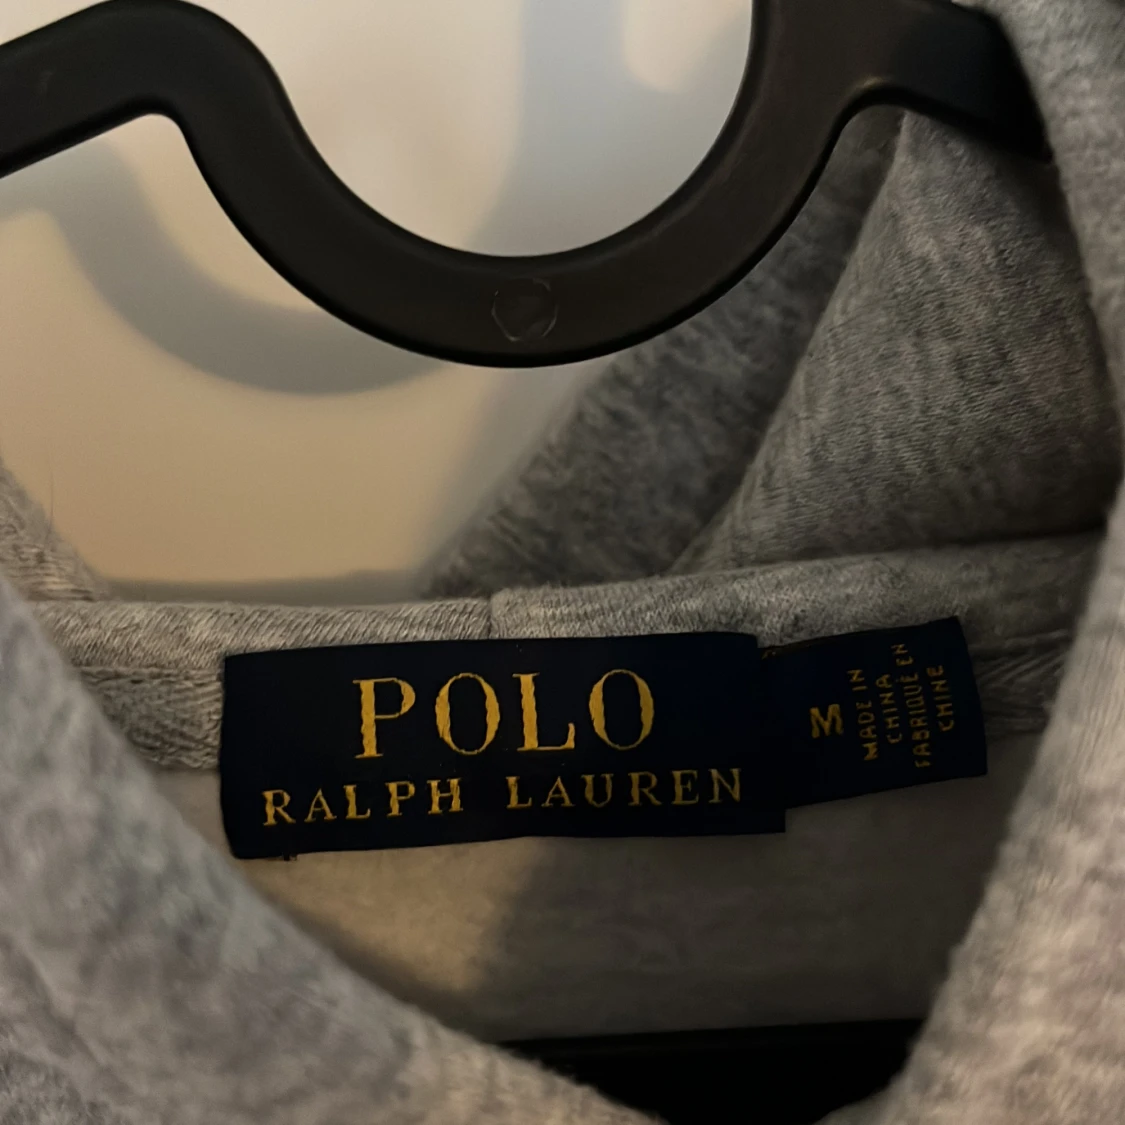 POLO
RALPH LAUREN
M
MADE IN
CHINA
FABRIQUÉ EN
CHINE